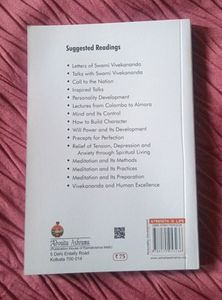 Suggested Readings
Letters of Swami Vivekananda
Talks with Swami Vivekananda
Call to the Nation
Inspired Talks
Personality Development
Lectures from Colombo to Almora
Mind and its Control
How to Build Character
Will Power and Its Development
Precepts for Perfection
Relief of Tension, Depression and
Anxiety through Spiritual Living
Meditation and Its Methods
Meditation and Its Practices
Meditation and Its Preparation
Vivekananda and Human Excellence
Advaita Ashrama
5 Dehi Entally Road
Kolkata 700 014
₹ 75
STRENGTH IS LIFE